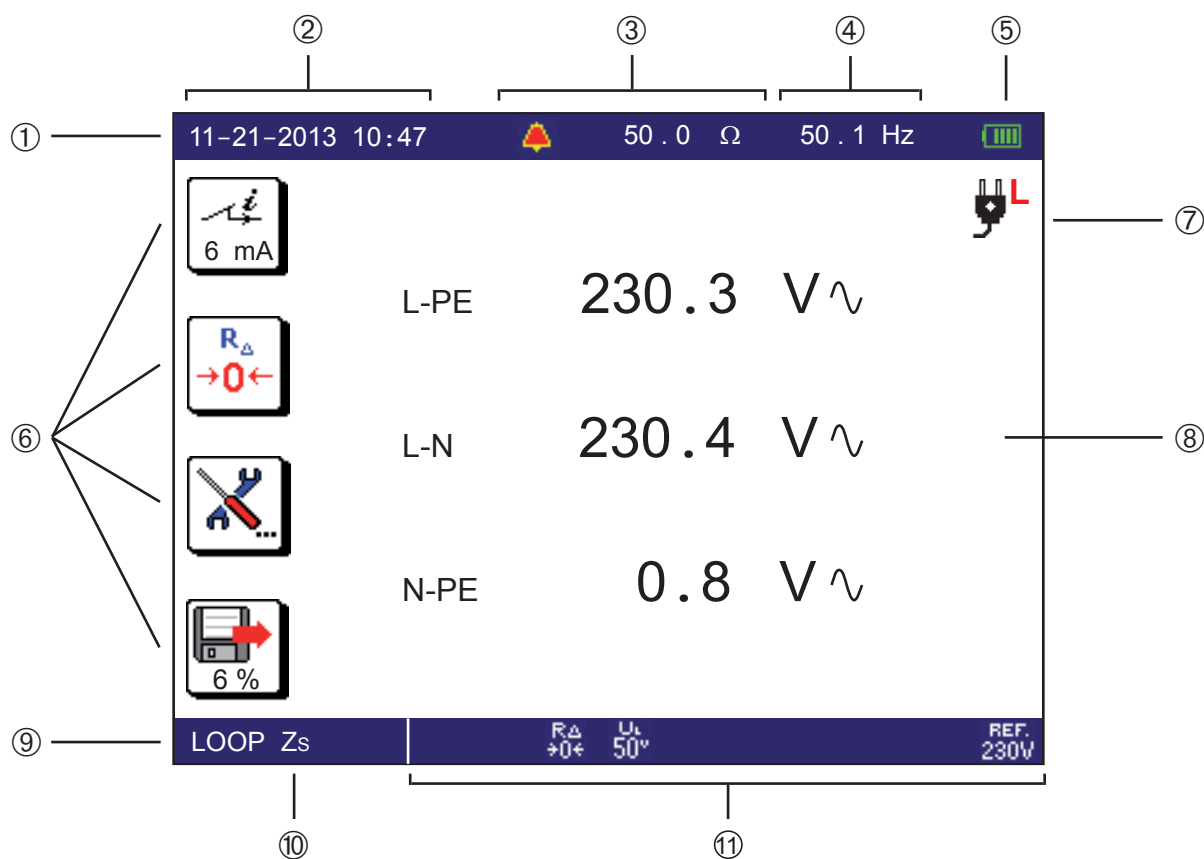 ② ③ ④ ⑤
① 11-21-2013 10:47 50.0 Ω 50.1 Hz
i
6 mA
L
⑦
L-PE 230.3 V
RΔ
→0←
⑥ L-N 230.4 V ⑧
...
N-PE 0.8 V
6 %
⑨ LOOP Zs RΔ UL REF.
→0← 50V 230V
⑩ ⑪